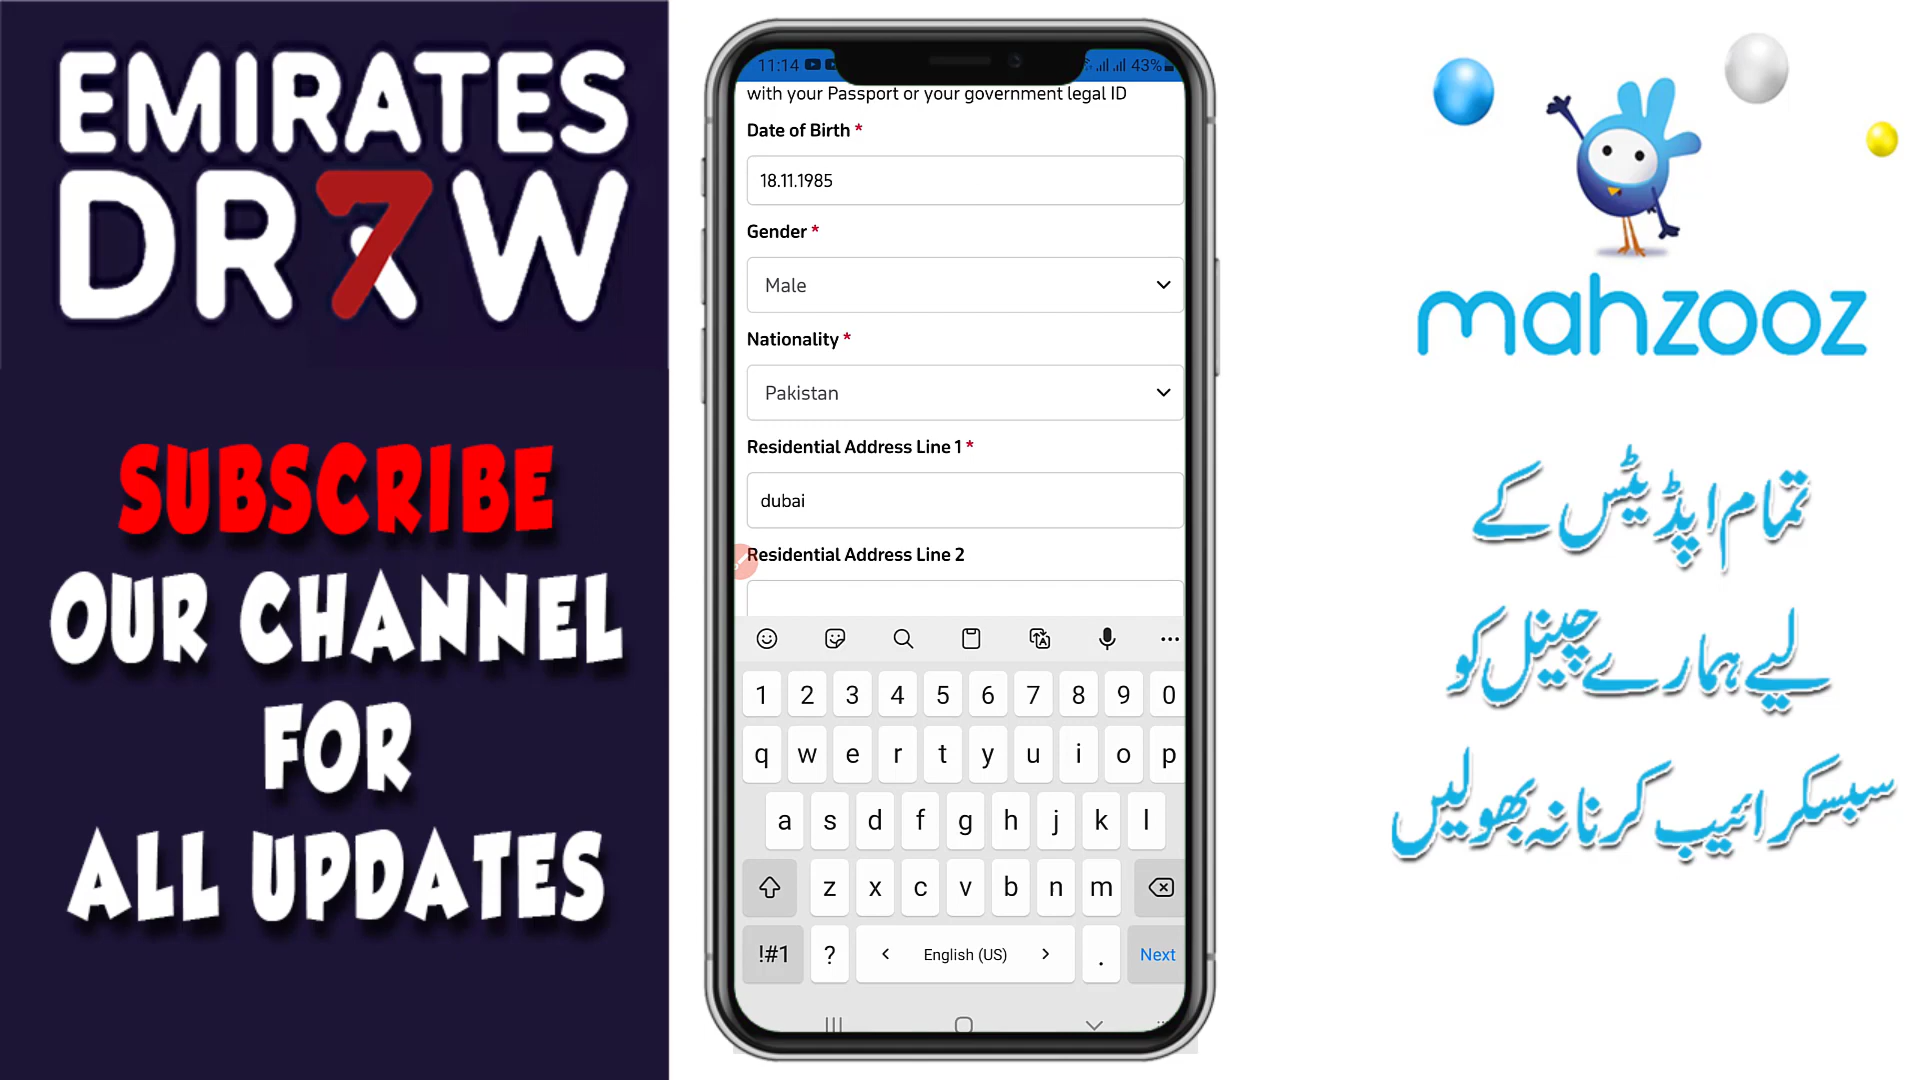 EMIRATES
DR7W
SUBSCRIBE
OUR CHANNEL
FOR
ALL UPDATES
11:14
43%
with your Passport or your government legal ID
Date of Birth *
18.11.1985
Gender *
Male
Nationality *
Pakistan
Residential Address Line 1 *
dubai
Residential Address Line 2
1 2 3 4 5 6 7 8 9 0
q w e r t y u i o p
a s d f g h j k l
z x c v b n m
!#1 ? < English (US) > . Next
mahzooz
تمام اپڈیٹس کے
لیے ہمارے چینل کو
سبسکرائیب کرنا نہ بھولیں